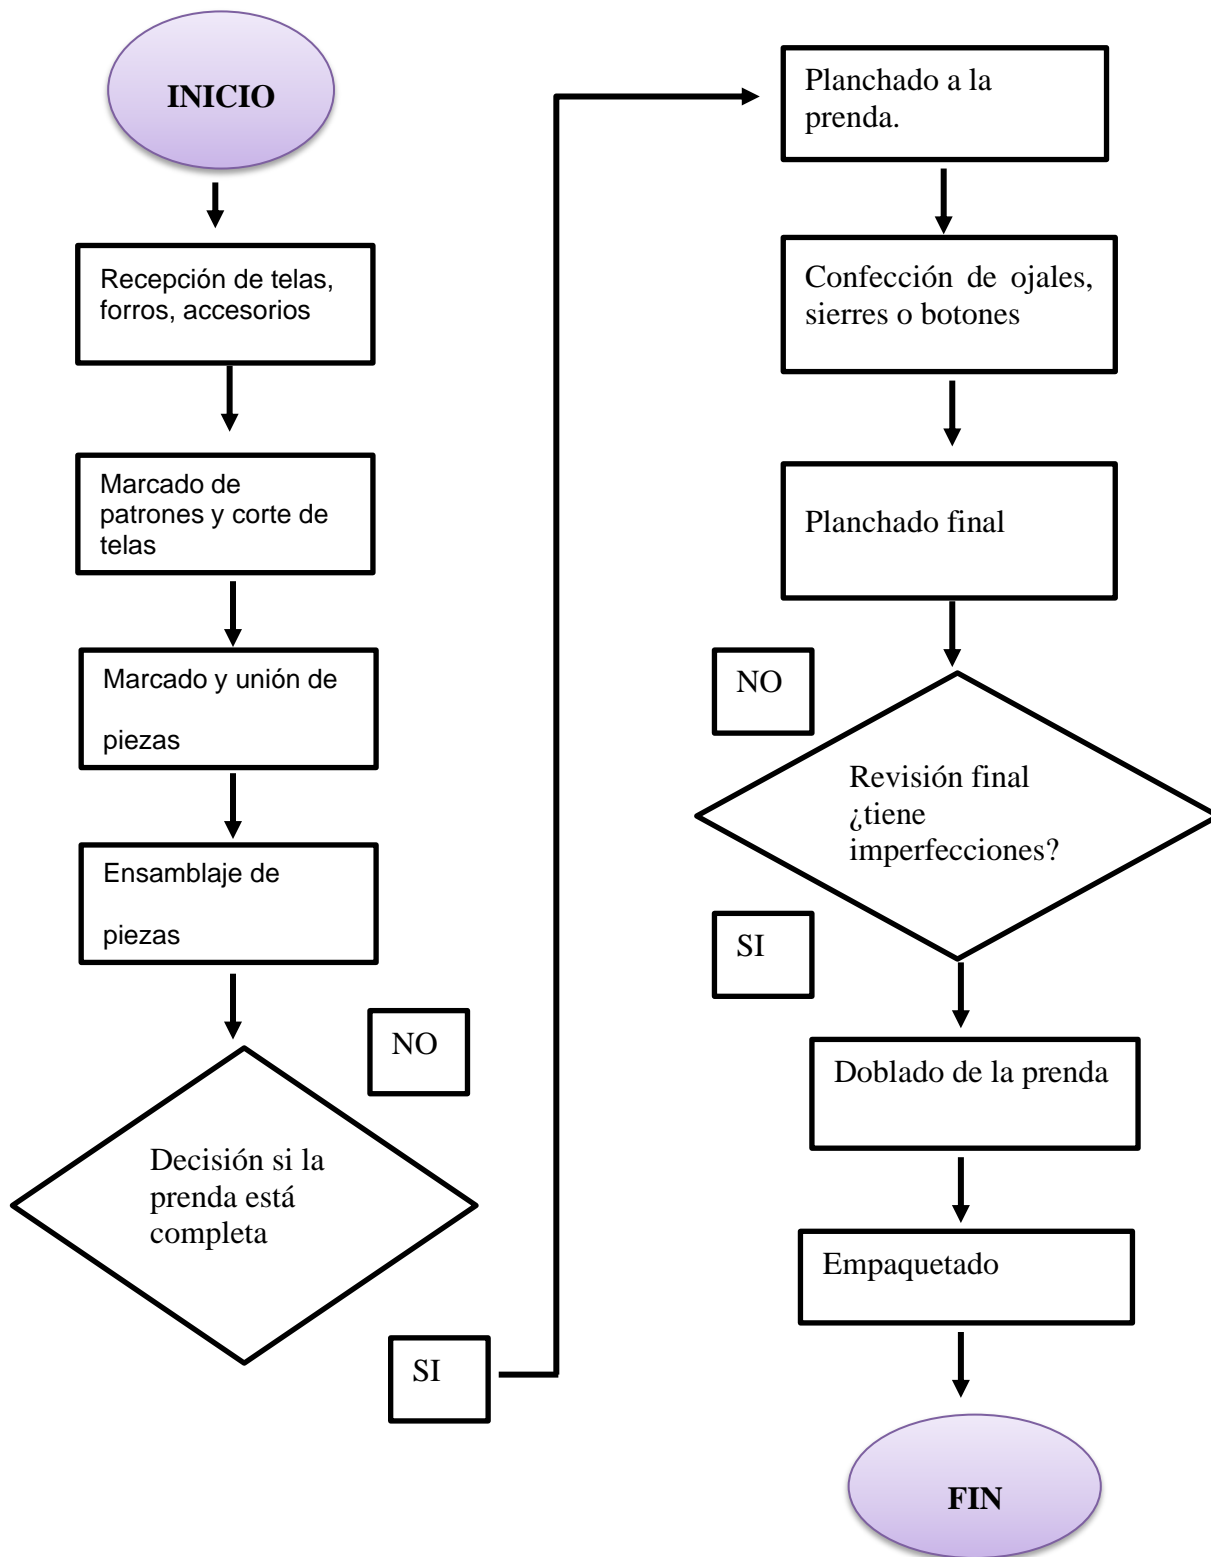 INICIO
Recepción de telas,
forros, accesorios
Marcado de
patrones y corte de
telas
Marcado y unión de
piezas
Ensamblaje de
piezas
NO
Decisión si la
prenda está
completa
SI
Planchado a la
prenda.
Confección de ojales,
sierres o botones
Planchado final
NO
Revisión final
¿tiene
imperfecciones?
SI
Doblado de la prenda
Empaquetado
FIN